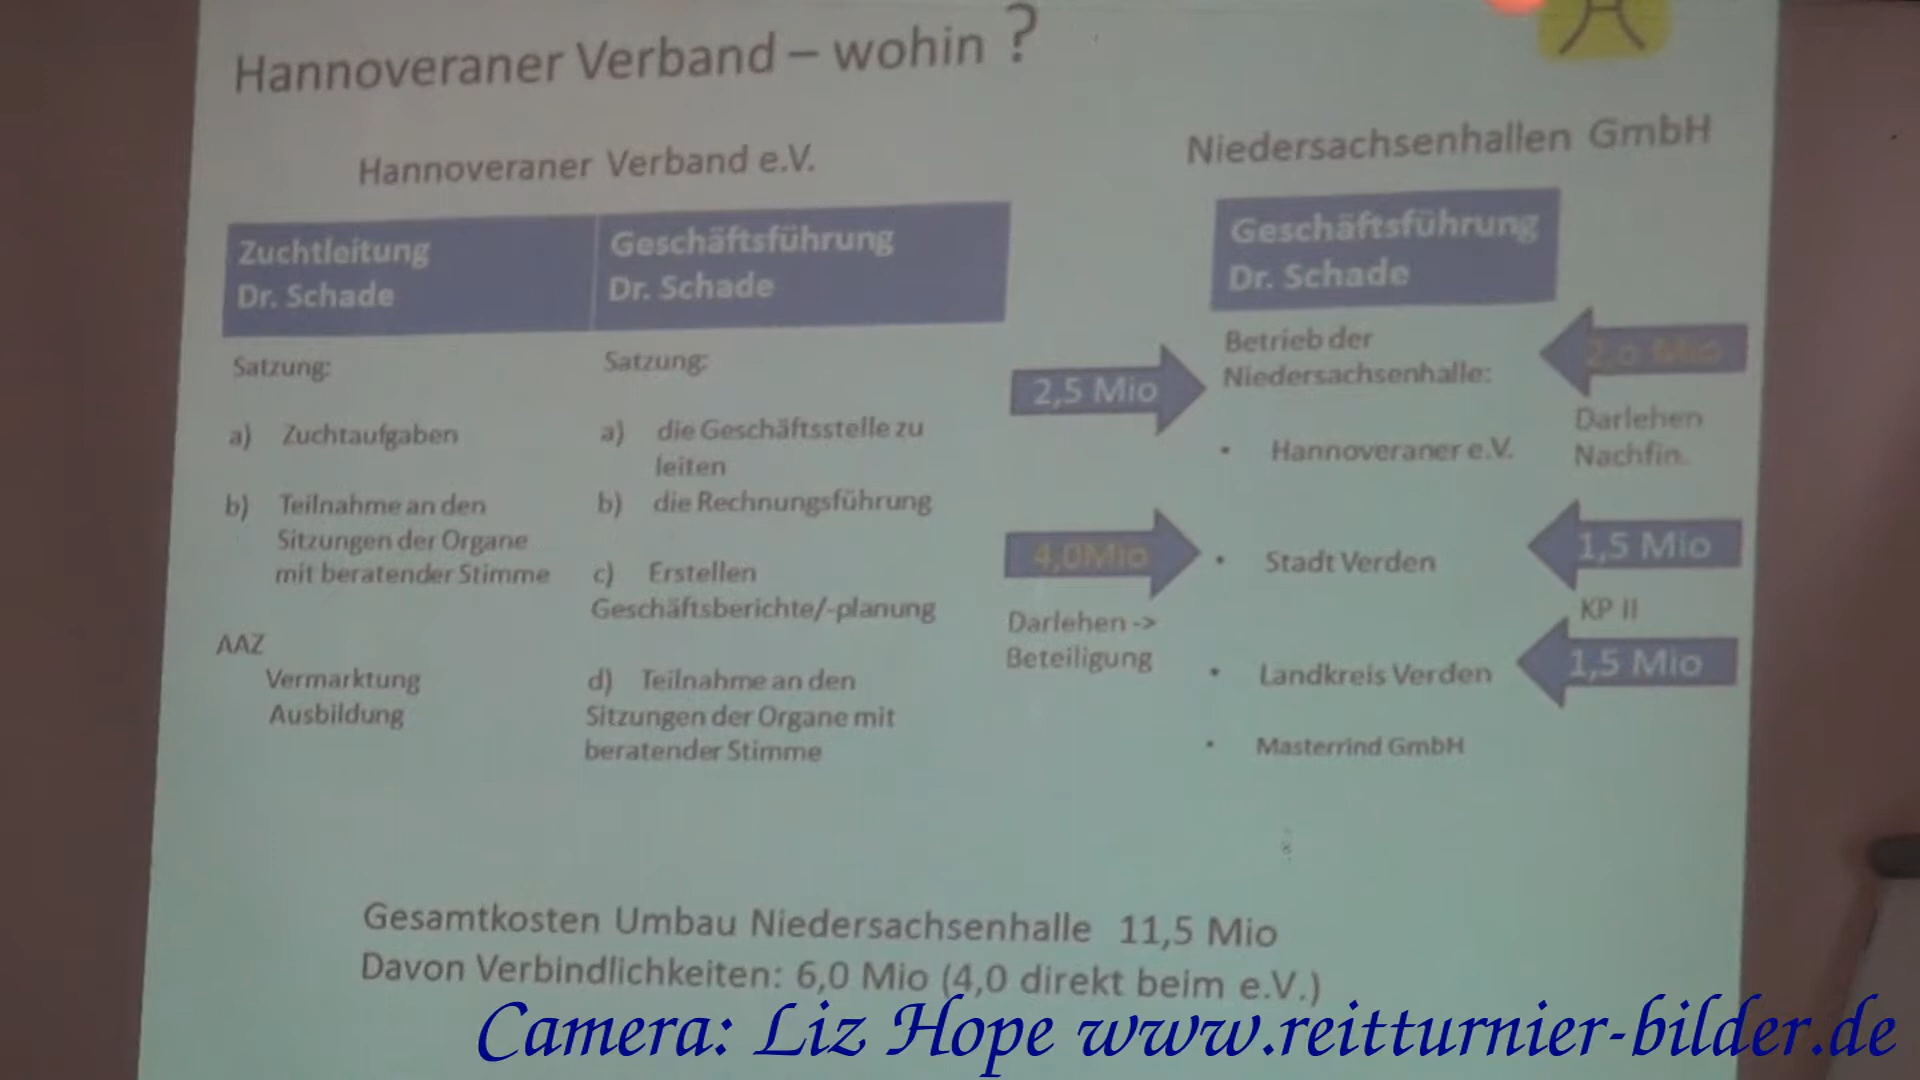 Hannoveraner Verband – wohin ?
Hannoveraner Verband e.V.
Zuchtleitung
Dr. Schade
Geschäftsführung
Dr. Schade
Satzung:
a) Zuchtaufgaben
b) Teilnahme an den
Sitzungen der Organe
mit beratender Stimme
AAZ
Vermarktung
Ausbildung
Satzung:
a) die Geschäftsstelle zu
leiten
b) die Rechnungsführung
c) Erstellen
Geschäftsberichte/-planung
d) Teilnahme an den
Sitzungen der Organe mit
beratender Stimme
2,5 Mio
4,0Mio
Darlehen ->
Beteiligung
Niedersachsenhallen GmbH
Geschäftsführung
Dr. Schade
Betrieb der
Niedersachsenhalle:
• Hannoveraner e.V.
• Stadt Verden
• Landkreis Verden
• Masterrind GmbH
2,0 Mio
Darlehen
Nachfin.
1,5 Mio
KP II
1,5 Mio
Gesamtkosten Umbau Niedersachsenhalle 11,5 Mio
Davon Verbindlichkeiten: 6,0 Mio (4,0 direkt beim e.V.)
Camera: Liz Hope www.reitturnier-bilder.de